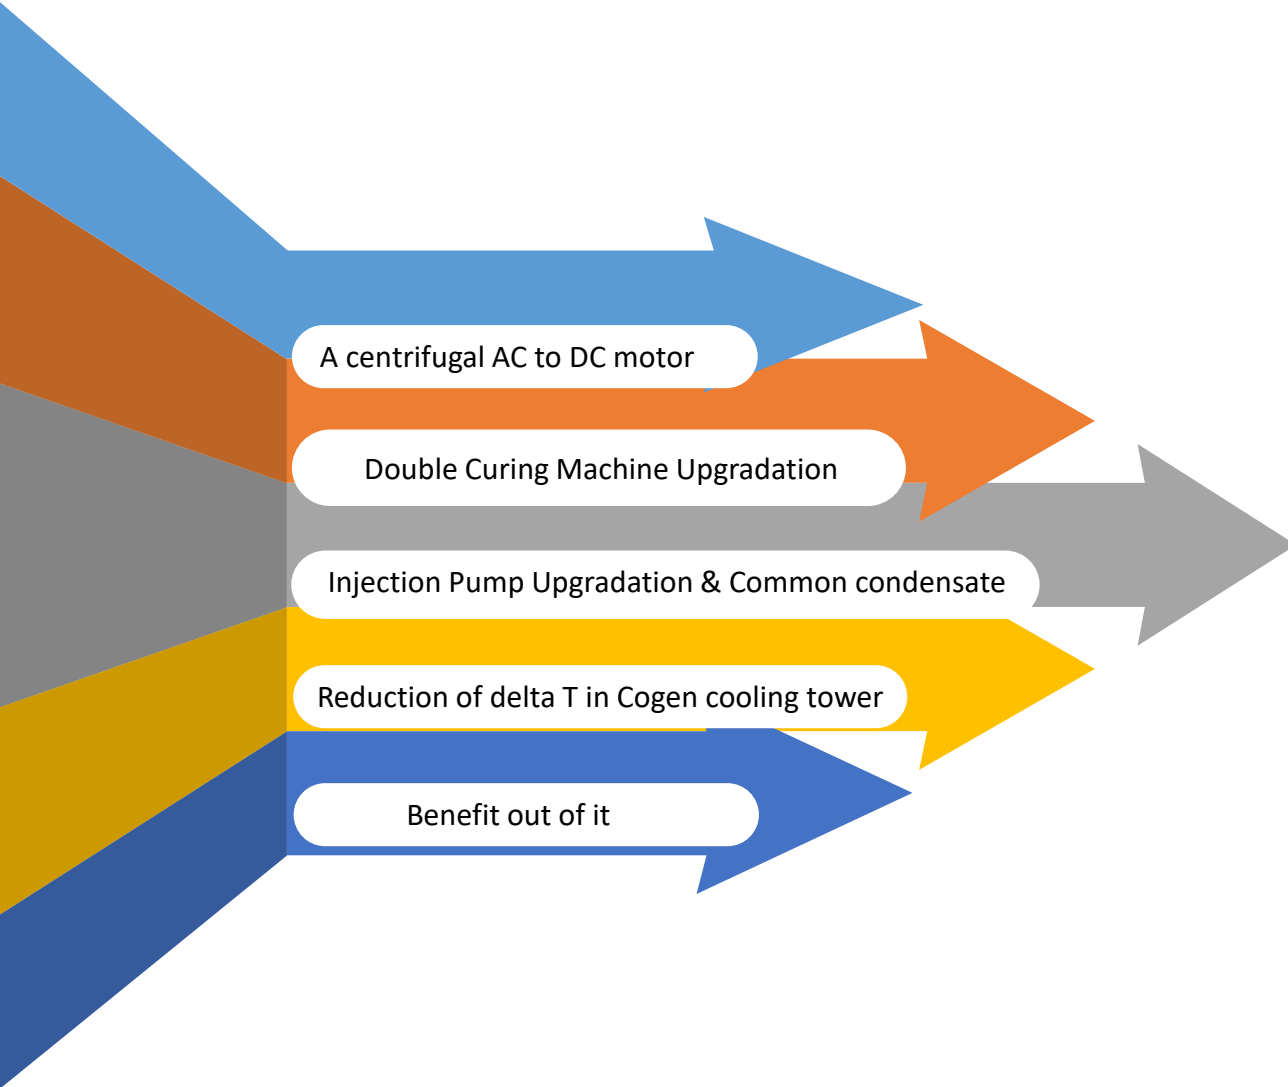 A centrifugal AC to DC motor
Double Curing Machine Upgradation
Injection Pump Upgradation & Common condensate
Reduction of delta T in Cogen cooling tower
Benefit out of it